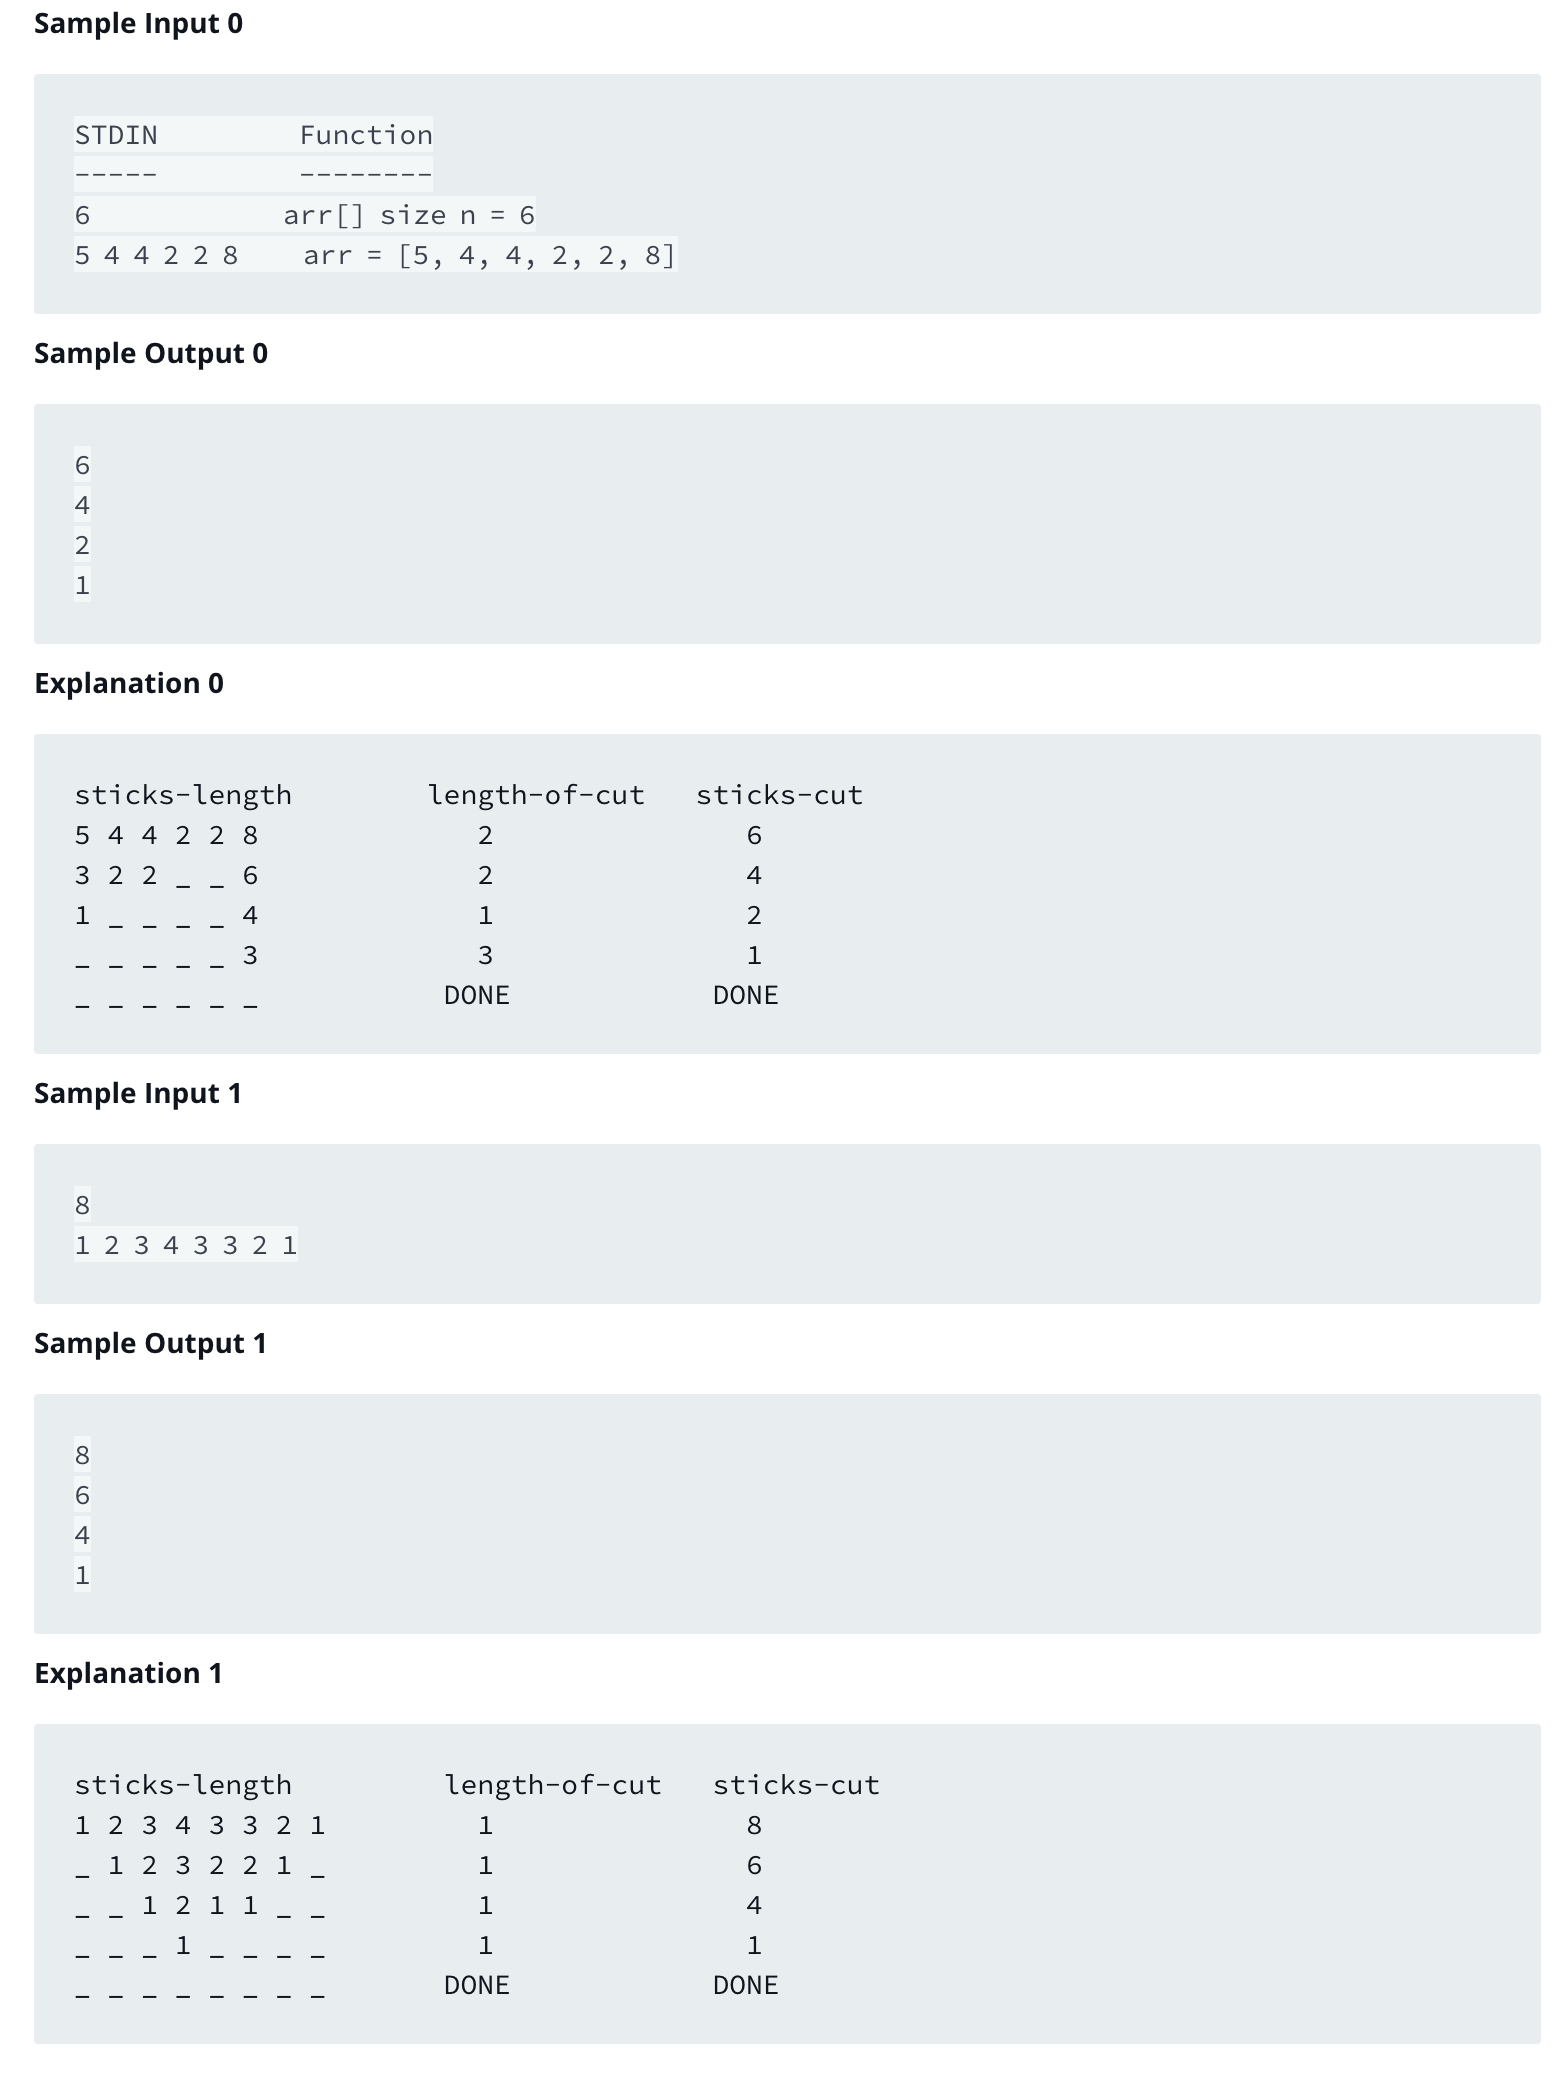 Sample Input 0
STDIN         Function
-----         --------
6            arr[] size n = 6
5 4 4 2 2 8    arr = [5, 4, 4, 2, 2, 8]
Sample Output 0
6
4
2
1
Explanation 0
sticks-length        length-of-cut   sticks-cut
5 4 4 2 2 8             2               6
3 2 2 _ _ 6             2               4
1 _ _ _ _ 4             1               2
_ _ _ _ _ 3             3               1
_ _ _ _ _ _           DONE            DONE
Sample Input 1
8
1 2 3 4 3 3 2 1
Sample Output 1
8
6
4
1
Explanation 1
sticks-length         length-of-cut   sticks-cut
1 2 3 4 3 3 2 1         1               8
_ 1 2 3 2 2 1 _         1               6
_ _ 1 2 1 1 _ _         1               4
_ _ _ 1 _ _ _ _         1               1
_ _ _ _ _ _ _ _       DONE            DONE